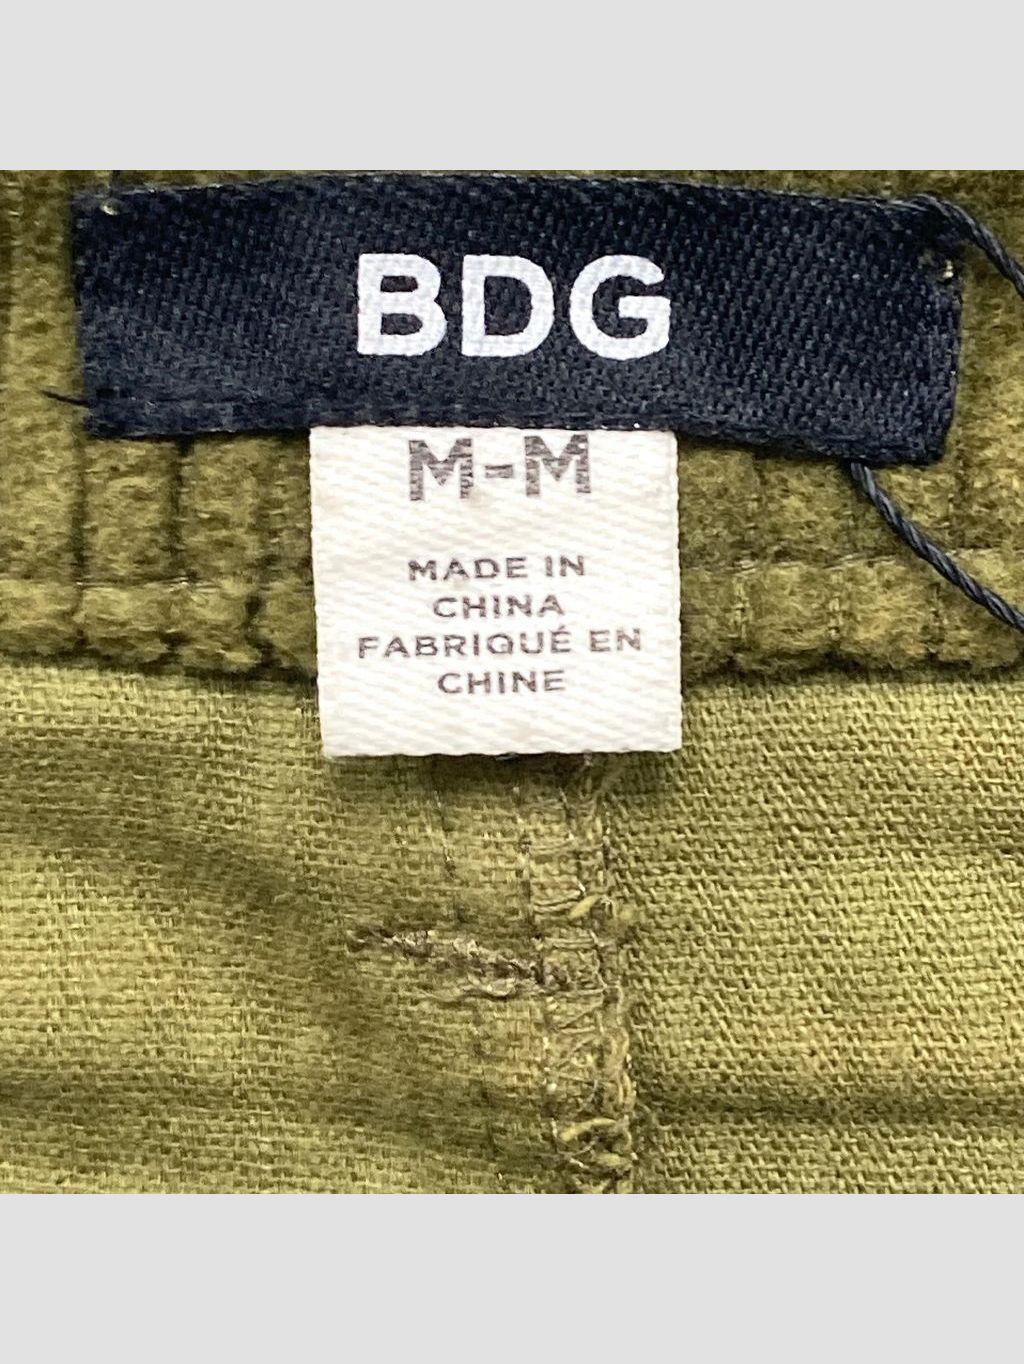 BDG
M-M
MADE IN
CHINA
FABRIQUÉ EN
CHINE